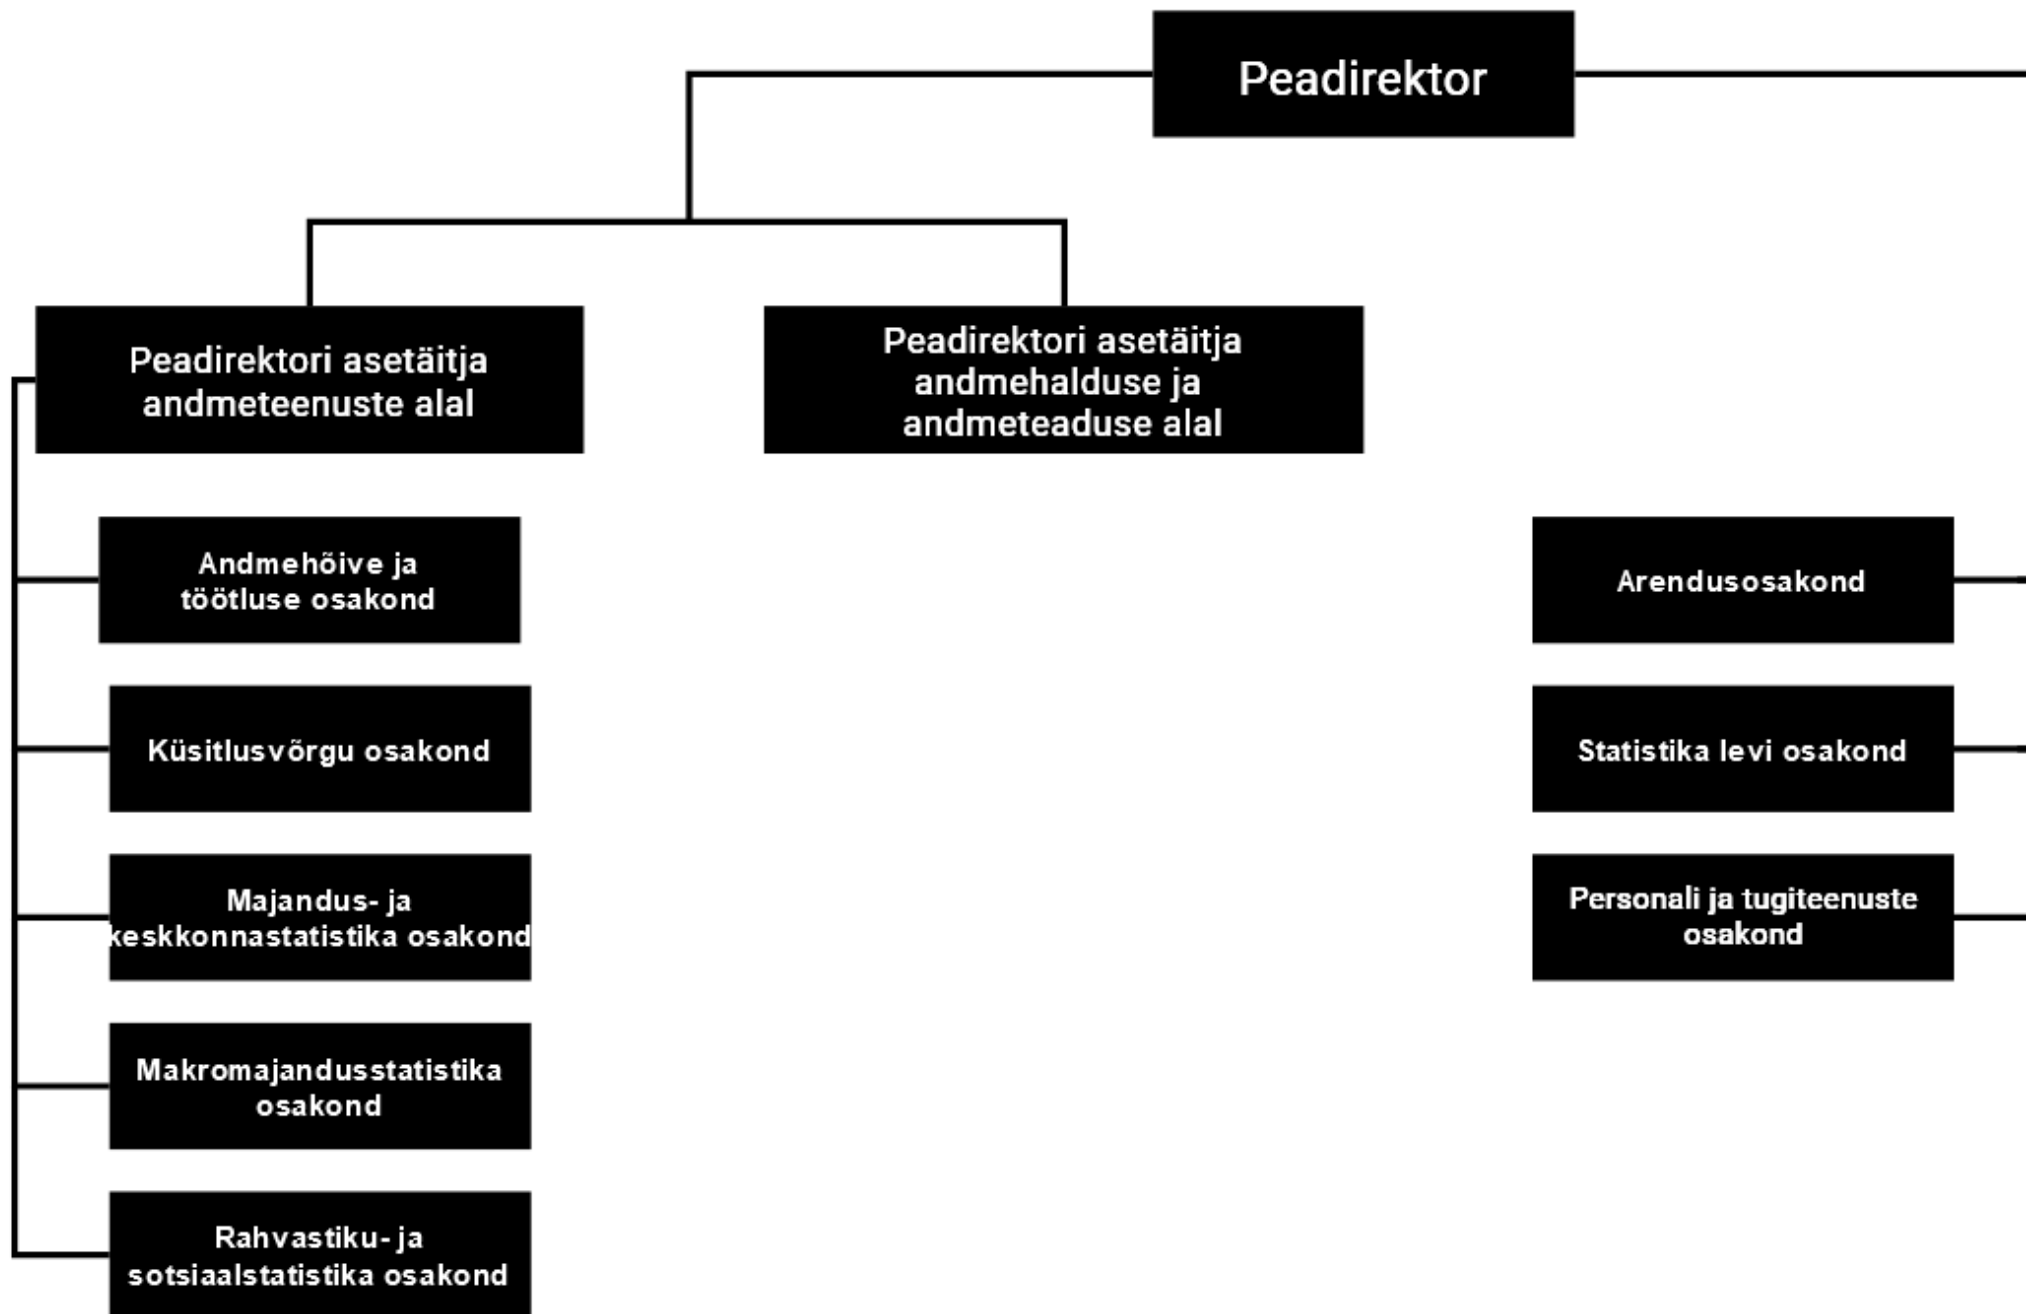 Peadirektor
Peadirektori asetäitja
andmeteenuste alal
Peadirektori asetäitja
andmehalduse ja
andmeteaduse alal
Andmehõive ja
töötluse osakond
Küsitlusvõrgu osakond
Majandus- ja
keskkonnastatistika osakond
Makromajandusstatistika
osakond
Rahvastiku- ja
sotsiaalstatistika osakond
Arendusosakond
Statistika levi osakond
Personali ja tugiteenuste
osakond